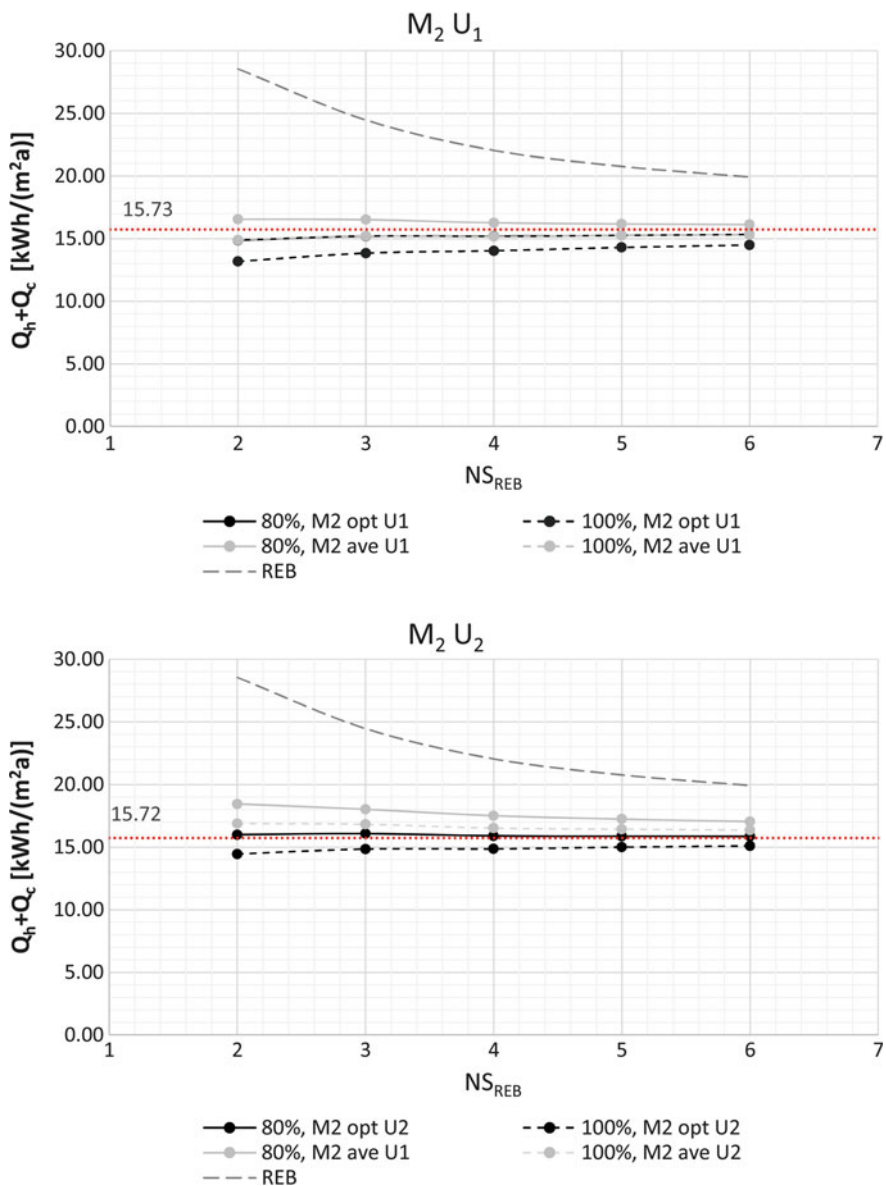 M₂ U₁
30.00
25.00
20.00
15.73
15.00
10.00
5.00
0.00
Qₕ+Q꜀ [kWh/(m²a)]
1 2 3 4 5 6 7
NS_REB
80%, M2 opt U1 100%, M2 opt U1
80%, M2 ave U1 100%, M2 ave U1
REB
M₂ U₂
30.00
25.00
20.00
15.72
15.00
10.00
5.00
0.00
Qₕ+Q꜀ [kWh/(m²a)]
1 2 3 4 5 6 7
NS_REB
80%, M2 opt U2 100%, M2 opt U2
80%, M2 ave U1 100%, M2 ave U2
REB